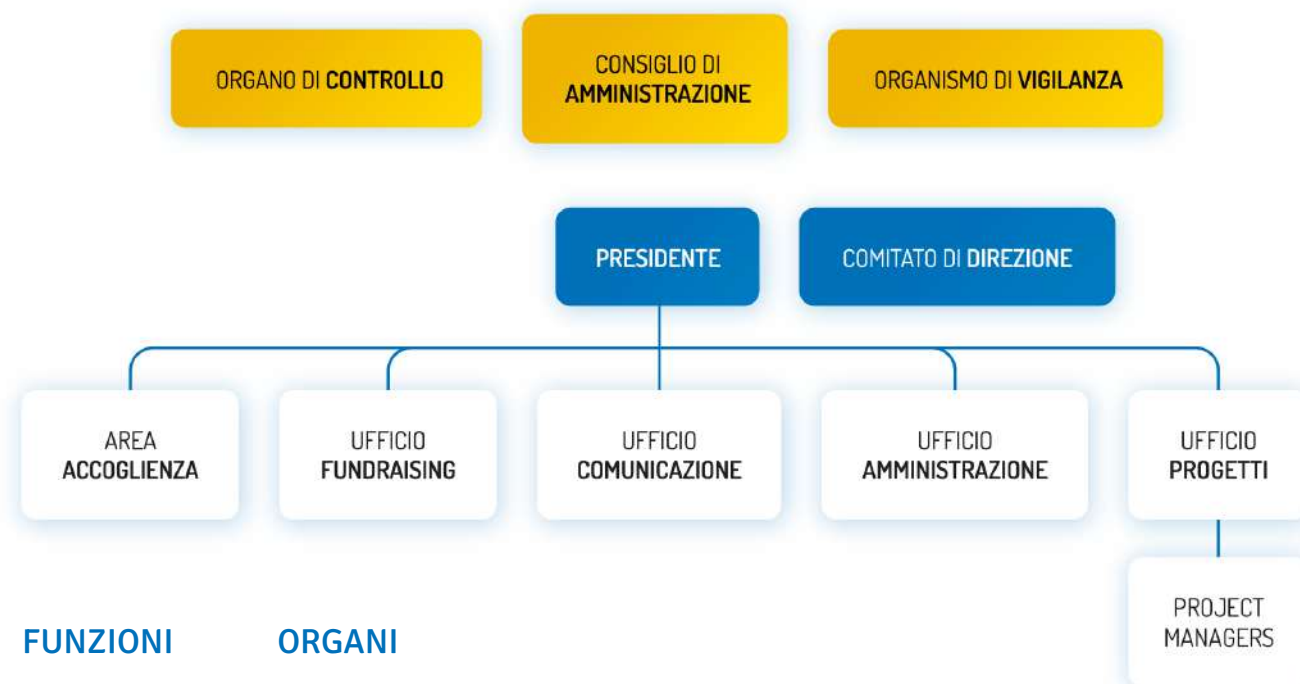 ORGANO DI CONTROLLO
CONSIGLIO DI
AMMINISTRAZIONE
ORGANISMO DI VIGILANZA
PRESIDENTE
COMITATO DI DIREZIONE
AREA
ACCOGLIENZA
UFFICIO
FUNDRAISING
UFFICIO
COMUNICAZIONE
UFFICIO
AMMINISTRAZIONE
UFFICIO
PROGETTI
PROJECT
MANAGERS
FUNZIONI
ORGANI